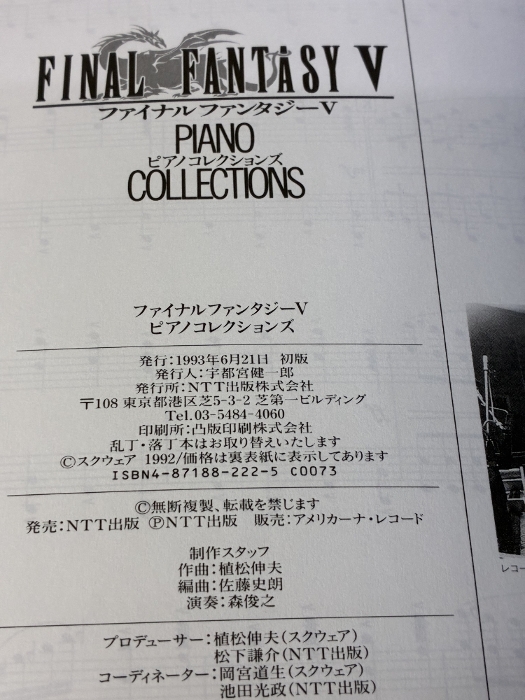 FINAL FANTASY V
ファイナルファンタジーV
PIANO
ピアノコレクションズ
COLLECTIONS
ファイナルファンタジーV
ピアノコレクションズ
発行:1993年6月21日 初版
発行人:宇都宮健一郎
発行所:NTT出版株式会社
〒108 東京都港区芝5-3-2 芝第一ビルディング
Tel.03-5484-4060
印刷所:凸版印刷株式会社
乱丁・落丁本はお取り替えいたします
©スクウェア 1992/価格は裏表紙に表示してあります
ISBN4-87188-222-5 C0073
©無断複製、転載を禁じます
発売:NTT出版 ℗NTT出版 販売:アメリカーナ・レコード
制作スタッフ
作曲:植松伸夫
編曲:佐藤史朗
演奏:森俊之
プロデューサー:植松伸夫(スクウェア)
松下謙介(NTT出版)
コーディネーター:岡宮道生(スクウェア)
池田光政(NTT出版)
レコー